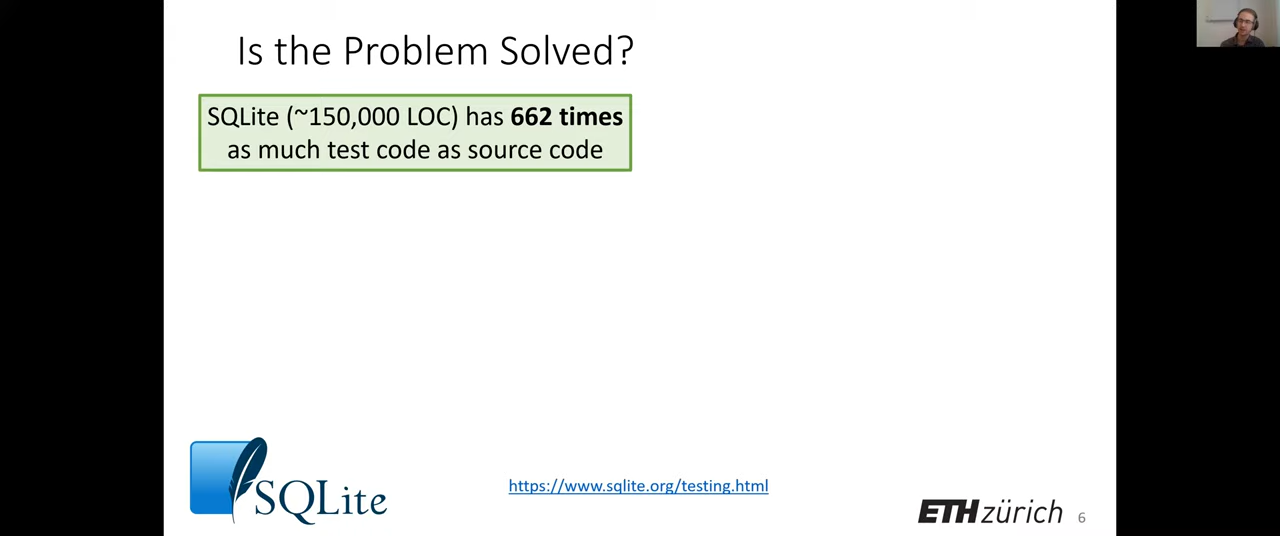 Is the Problem Solved?
SQLite (~150,000 LOC) has 662 times
as much test code as source code
SQLite
https://www.sqlite.org/testing.html
ETH zürich
6